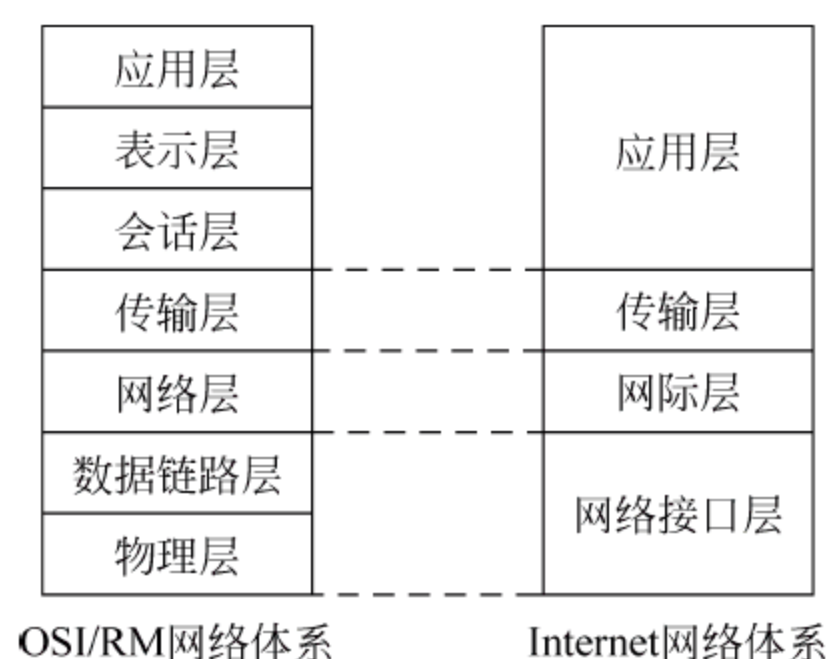 应用层
表示层
会话层
传输层
网络层
数据链路层
物理层
OSI/RM网络体系
应用层
传输层
网际层
网络接口层
Internet网络体系